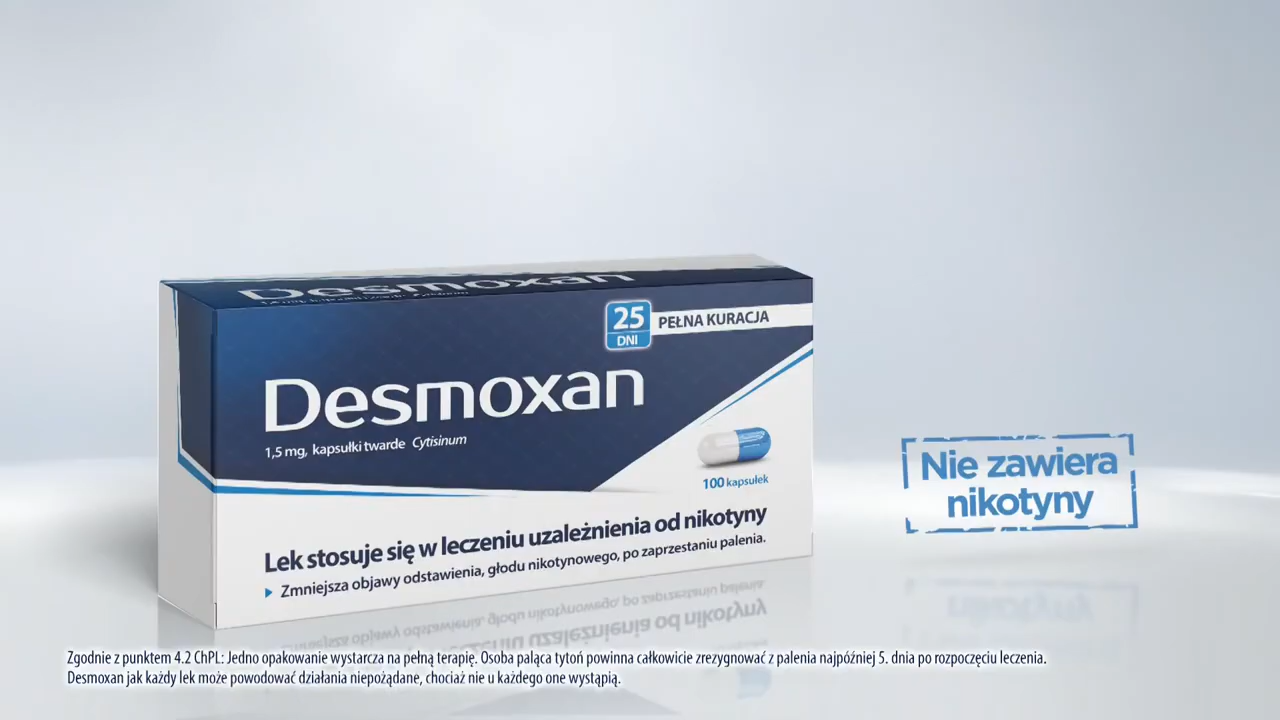 Desmoxan
25
DNI
PEŁNA KURACJA
Desmoxan
1,5 mg, kapsułki twarde Cytisinum
100 kapsułek
Lek stosuje się w leczeniu uzależnienia od nikotyny
Zmniejsza objawy odstawienia, głodu nikotynowego, po zaprzestaniu palenia.
Nie zawiera
nikotyny
Zgodnie z punktem 4.2 ChPL: Jedno opakowanie wystarcza na pełną terapię. Osoba paląca tytoń powinna całkowicie zrezygnować z palenia najpóźniej 5. dnia po rozpoczęciu leczenia.
Desmoxan jak każdy lek może powodować działania niepożądane, chociaż nie u każdego one wystąpią.